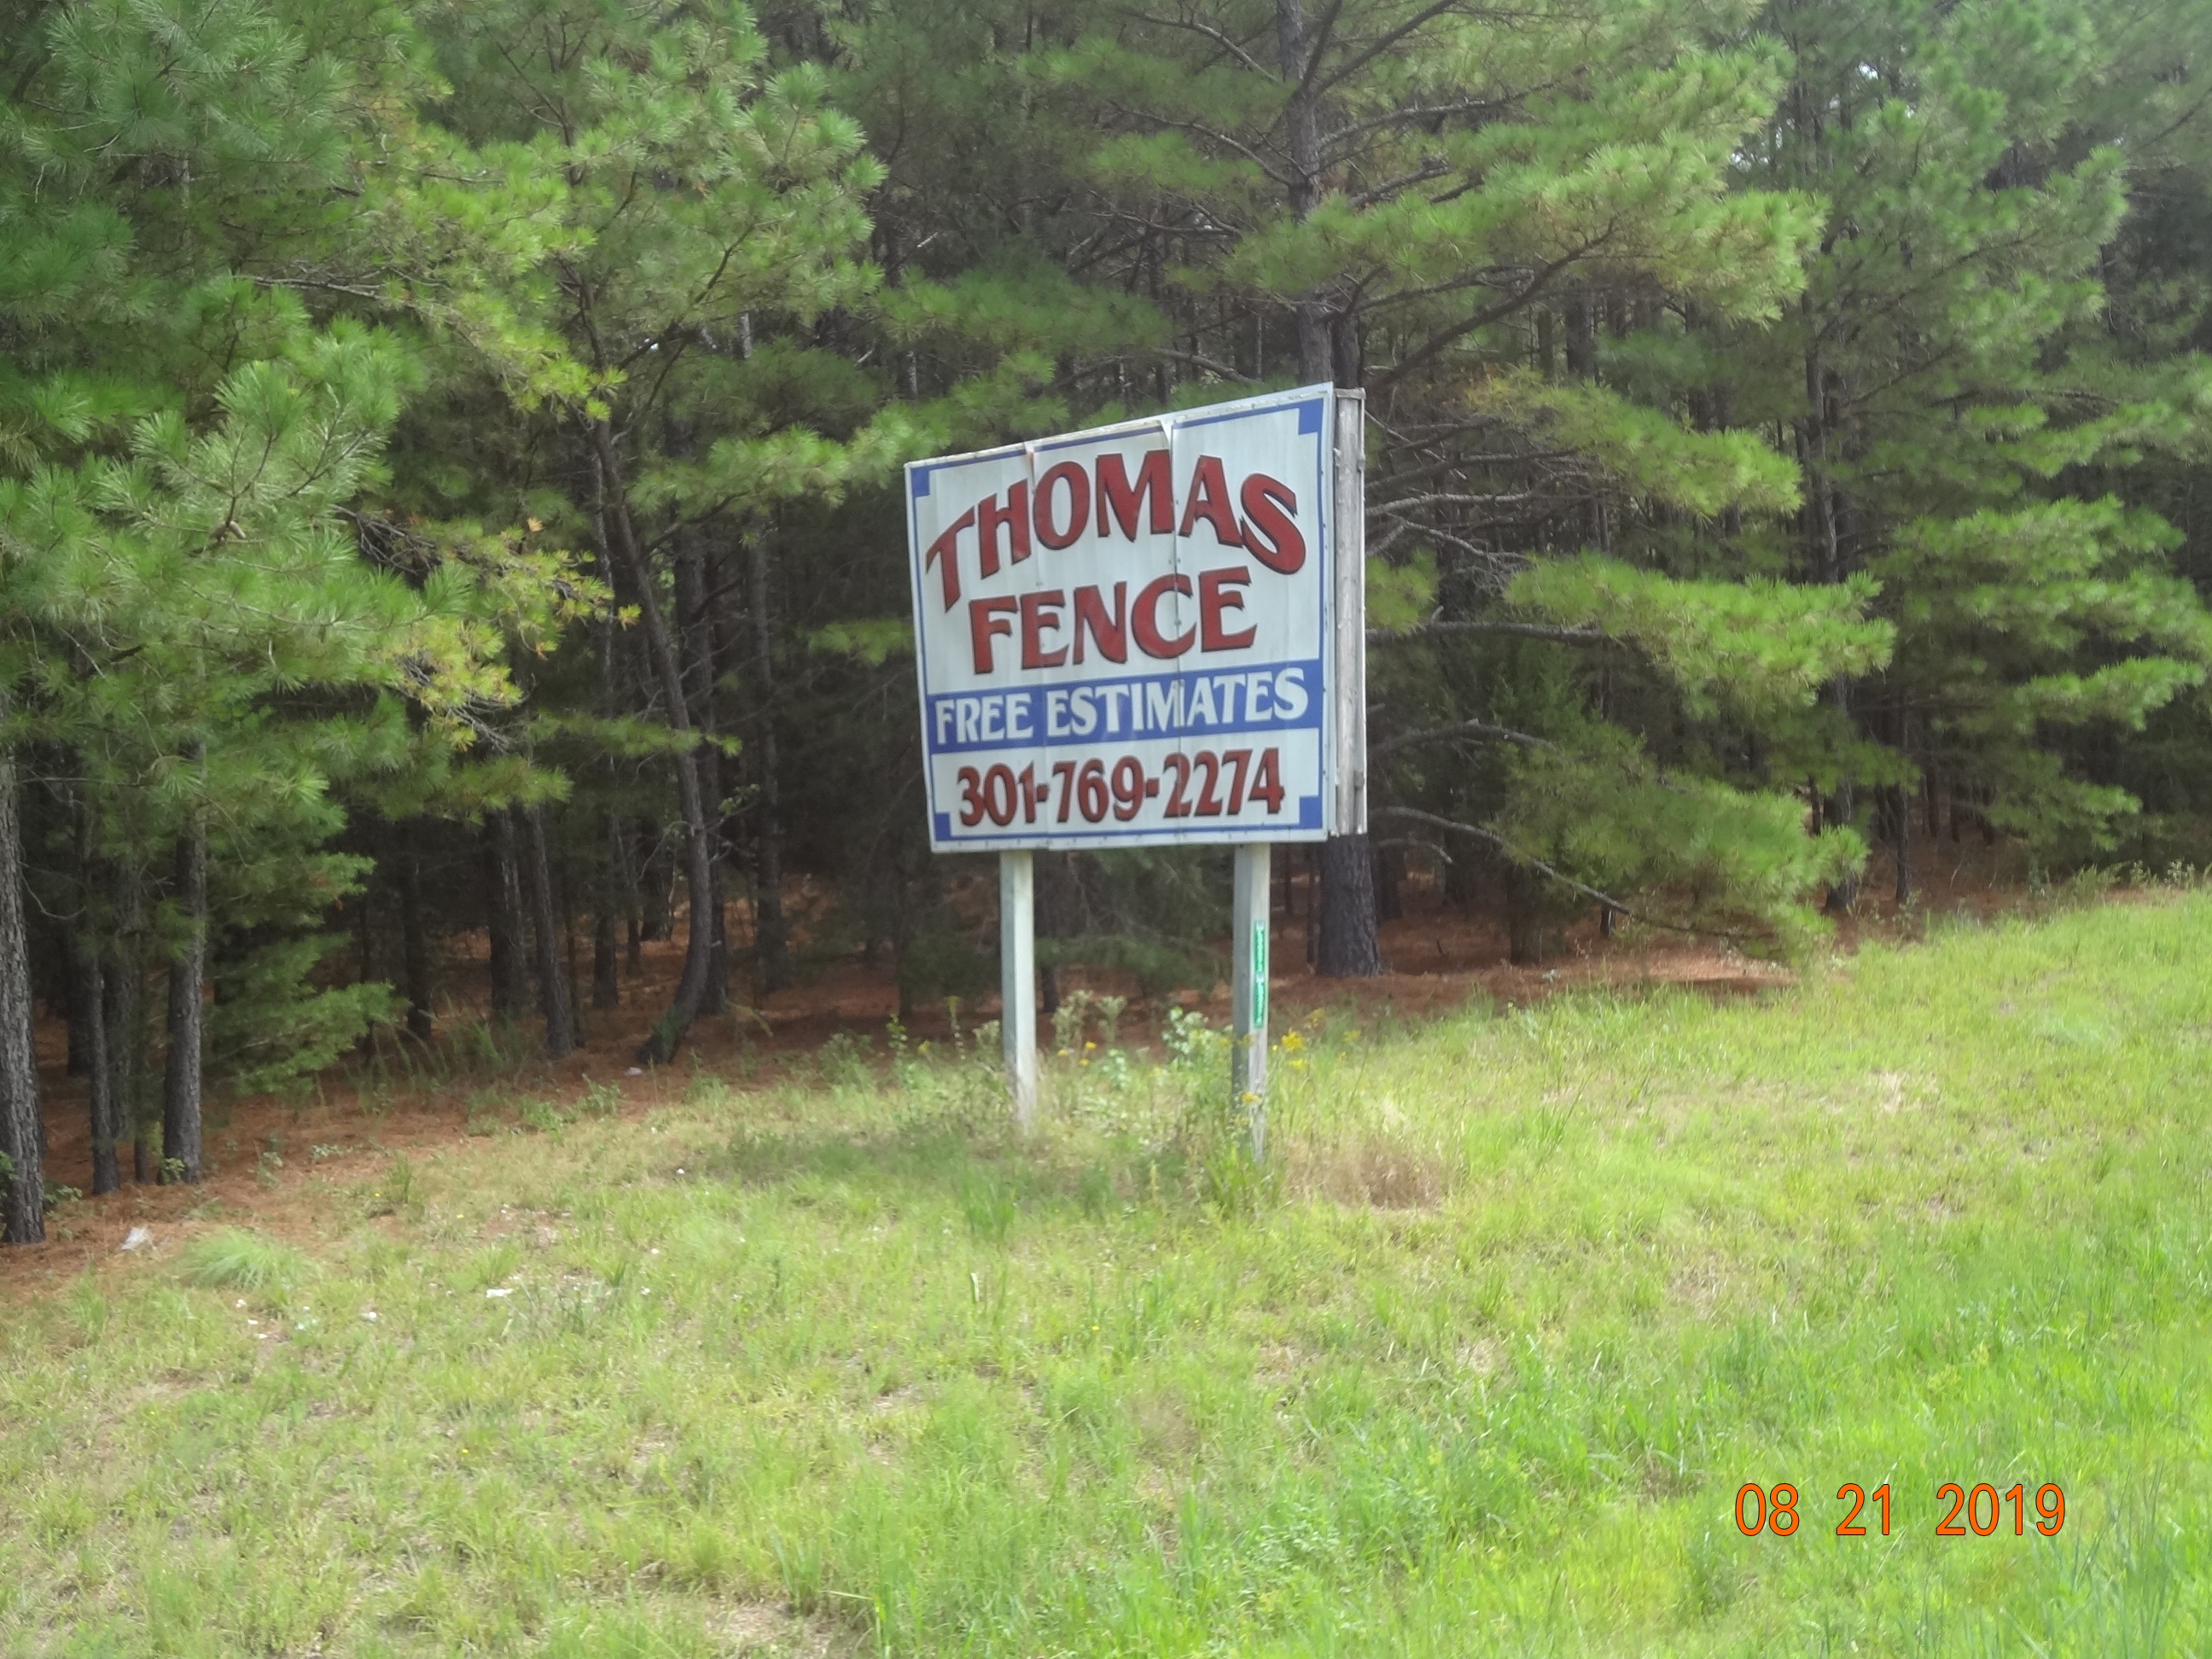 THOMAS
FENCE
FREE ESTIMATES
301-769-2274
08 21 2019